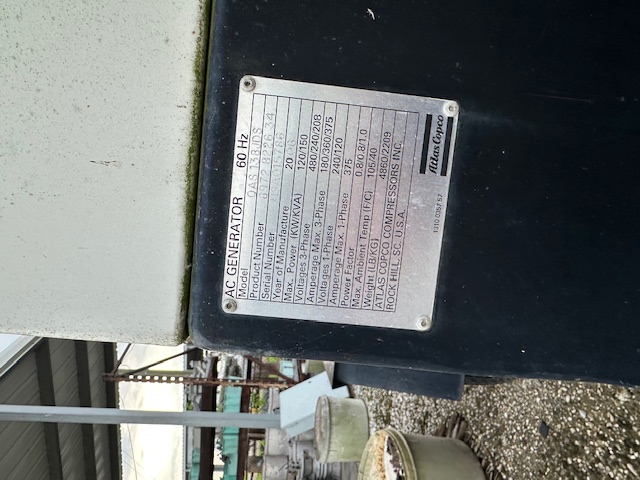 AC GENERATOR 60 Hz
Model QAS 138 JDS
Product Number
Serial Number
Year of Manufacture 20
Max. Power (KW/KVA) 120/150
Voltages 3-Phase 480/240/208
Amperage Max. 3-Phase 180/360/375
Voltages 1-Phase 240/120
Amperage Max. 1-Phase 375
Power Factor 0.8/0.8/1.0
Max. Ambient Temp (F/C) 105/40
Weight (LB/KG) 4860/2209
ATLAS COPCO COMPRESSORS INC.
ROCK HILL, SC. U.S.A.
Atlas Copco